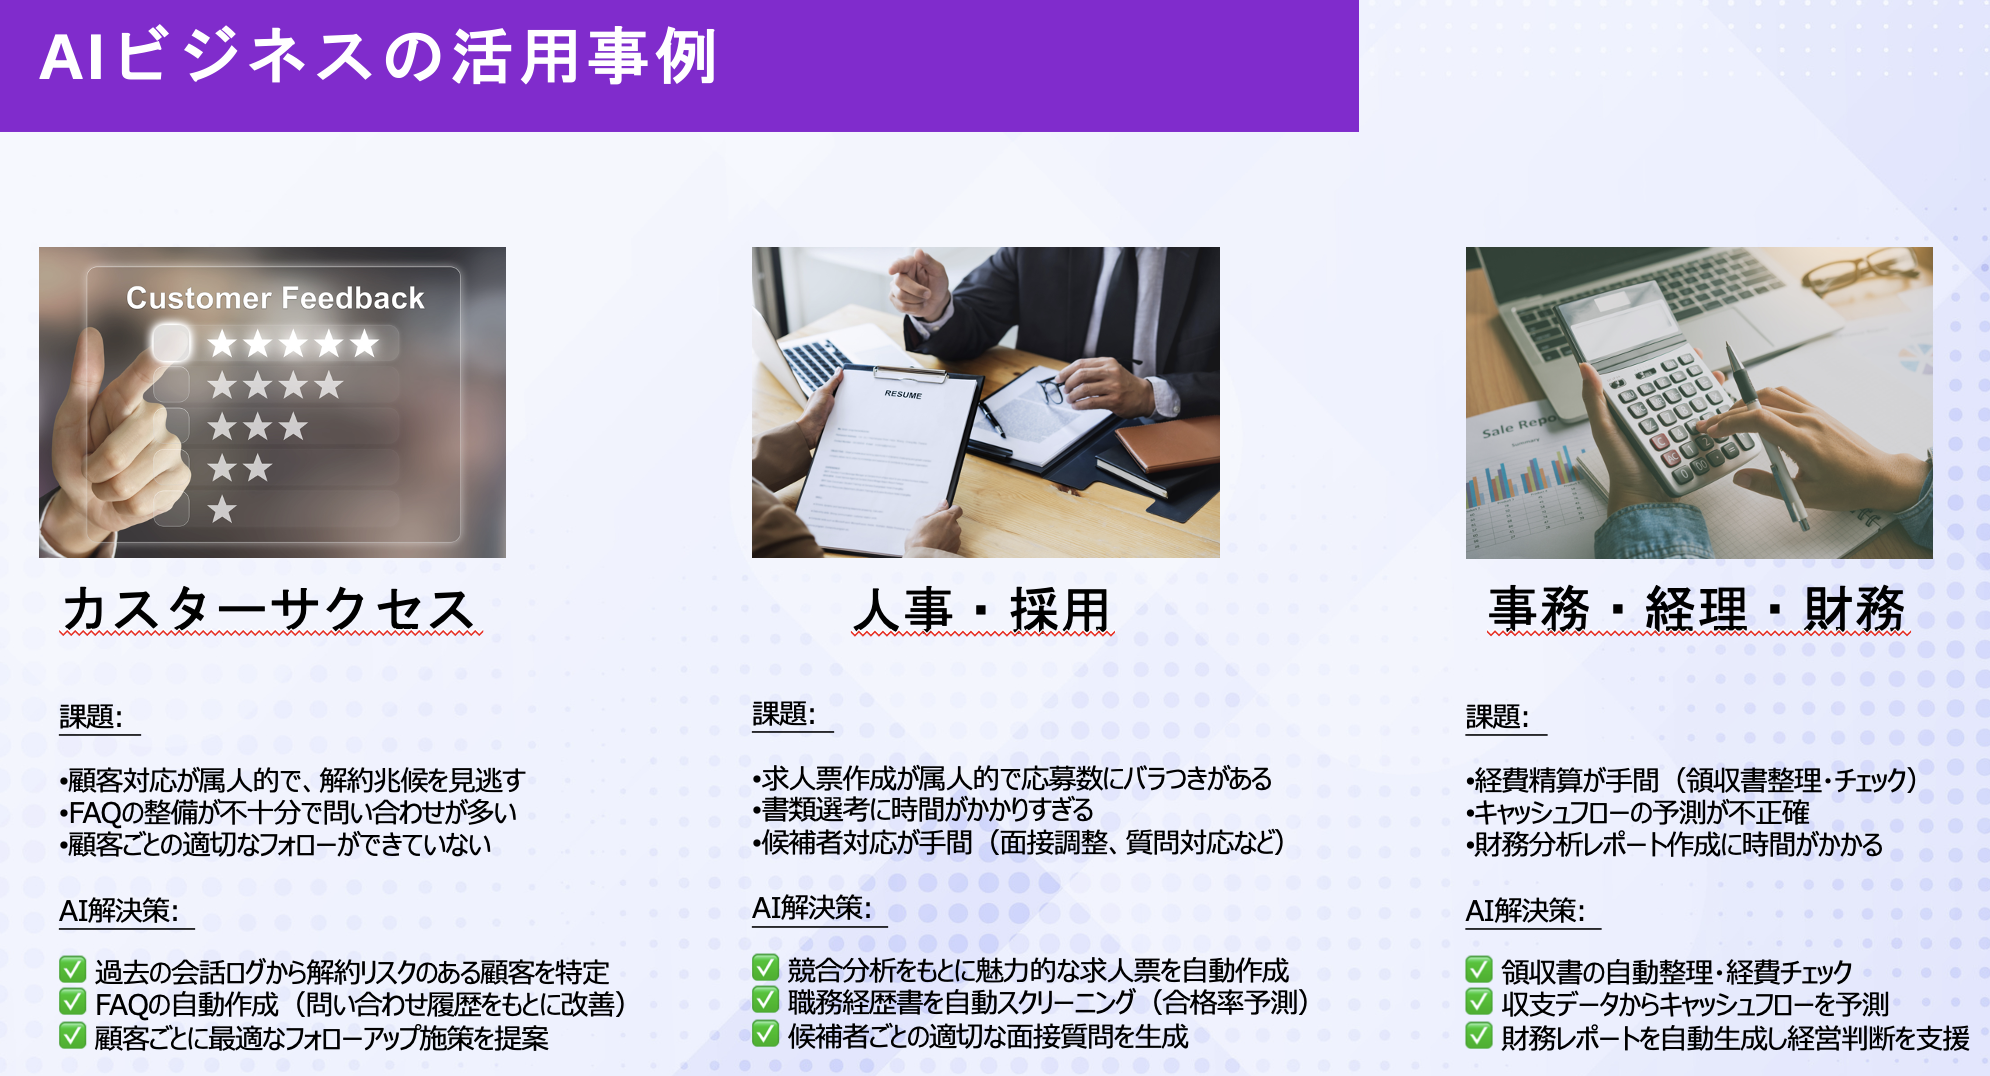 AIビジネスの活用事例
Customer Feedback
カスターサクセス
課題:
•顧客対応が属人的で、解約兆候を見逃す
•FAQの整備が不十分で問い合わせが多い
•顧客ごとの適切なフォローができていない
AI解決策:
✅ 過去の会話ログから解約リスクのある顧客を特定
✅ FAQの自動作成（問い合わせ履歴をもとに改善）
✅ 顧客ごとに最適なフォローアップ施策を提案
RESUME
人事・採用
課題:
•求人票作成が属人的で応募数にバラつきがある
•書類選考に時間がかかりすぎる
•候補者対応が手間（面接調整、質問対応など）
AI解決策:
✅ 競合分析をもとに魅力的な求人票を自動作成
✅ 職務経歴書を自動スクリーニング（合格率予測）
✅ 候補者ごとの適切な面接質問を生成
Sale Repo
Summary
事務・経理・財務
課題:
•経費精算が手間（領収書整理・チェック）
•キャッシュフローの予測が不正確
•財務分析レポート作成に時間がかかる
AI解決策:
✅ 領収書の自動整理・経費チェック
✅ 収支データからキャッシュフローを予測
✅ 財務レポートを自動生成し経営判断を支援